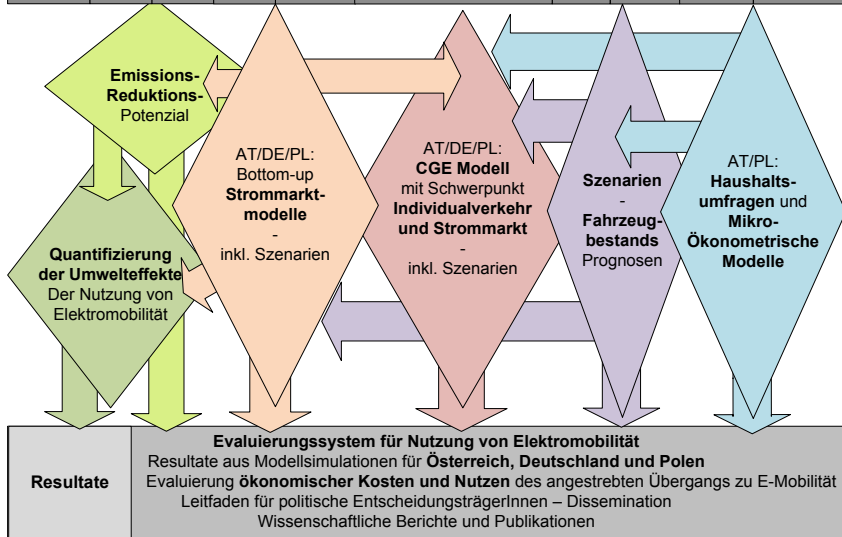 Emissions-
Reduktions-
Potenzial
Quantifizierung
der Umwelteffekte
Der Nutzung von
Elektromobilität
AT/DE/PL:
Bottom-up
Strommarkt-
modelle
-
inkl. Szenarien
AT/DE/PL:
CGE Modell
mit Schwerpunkt
Individualverkehr
und Strommarkt
-
inkl. Szenarien
Szenarien
-
Fahrzeug-
bestands
Prognosen
AT/PL:
Haushalts-
umfragen und
Mikro-
Ökonometrische
Modelle
Resultate
Evaluierungssystem für Nutzung von Elektromobilität
Resultate aus Modellsimulationen für Österreich, Deutschland und Polen
Evaluierung ökonomischer Kosten und Nutzen des angestrebten Übergangs zu E-Mobilität
Leitfaden für politische EntscheidungsträgerInnen – Dissemination
Wissenschaftliche Berichte und Publikationen